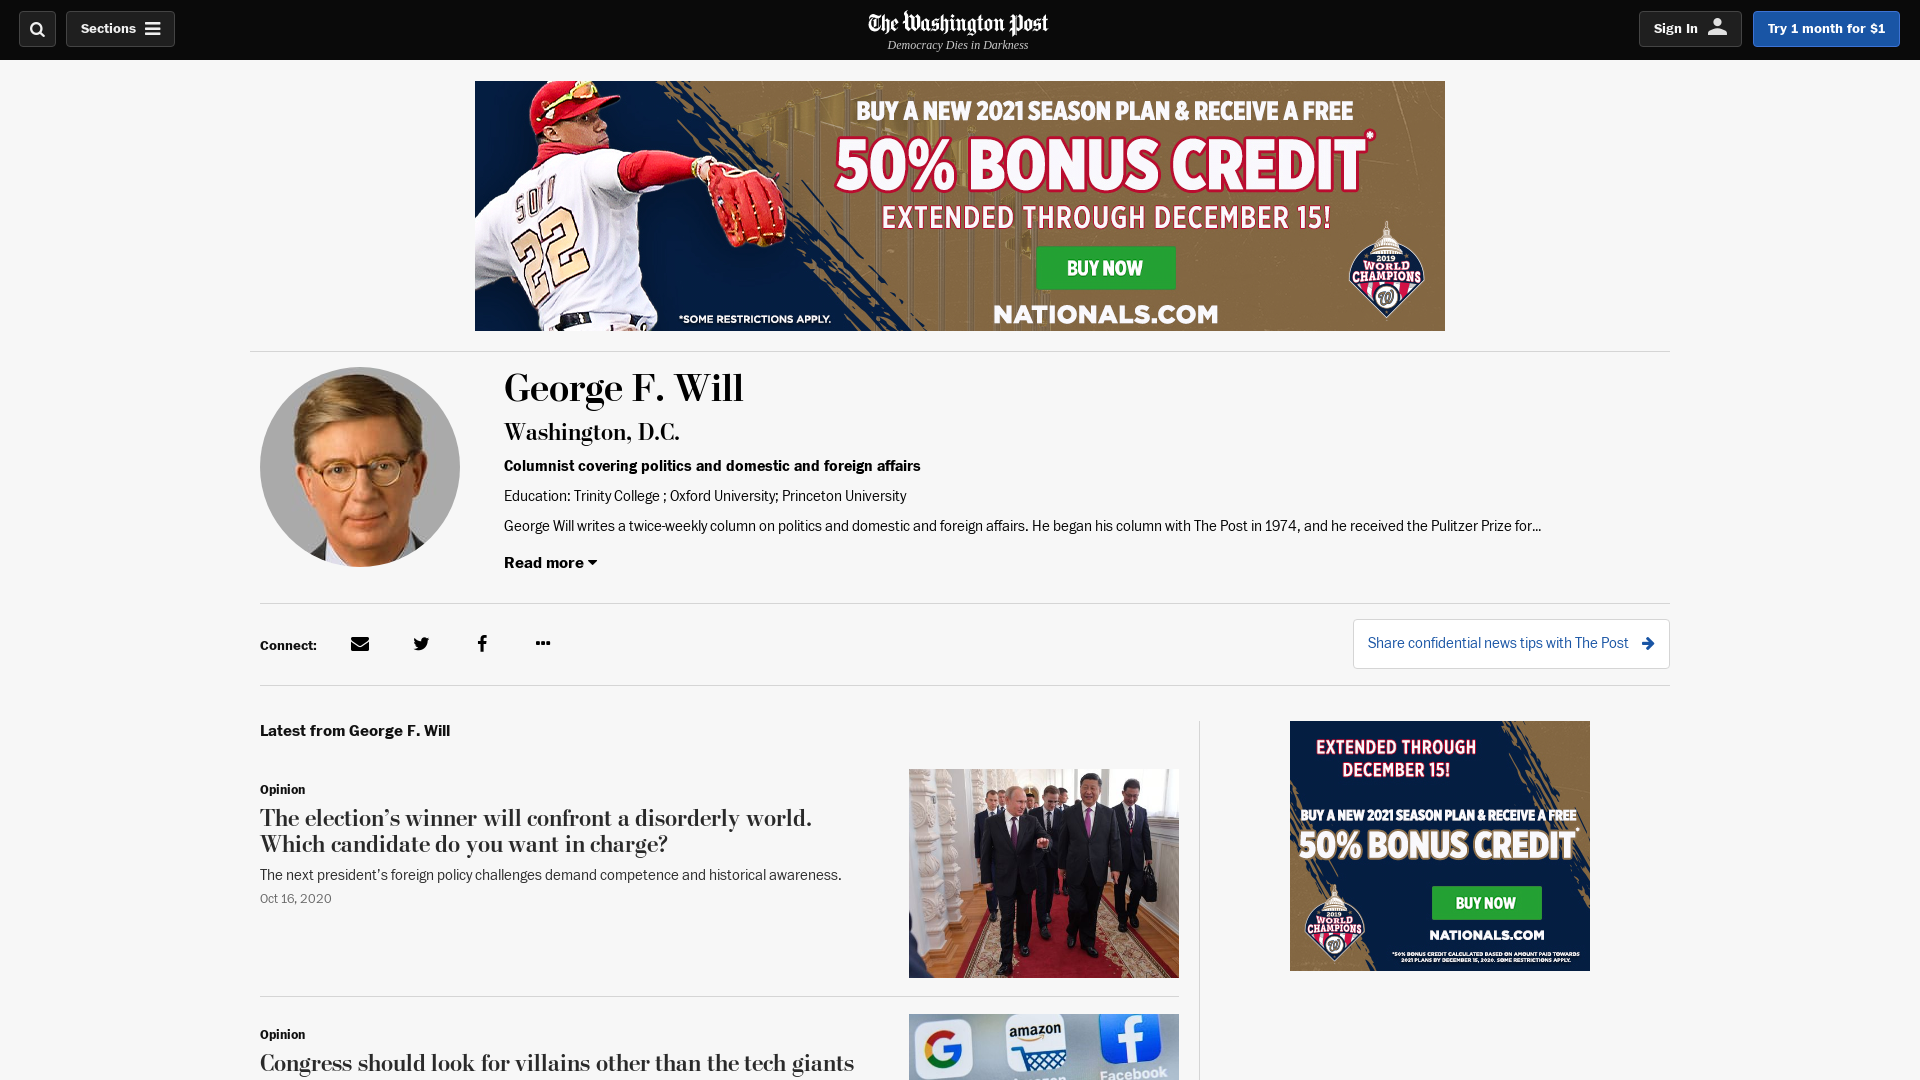 Sections
The Washington Post
Democracy Dies in Darkness
Sign In
Try 1 month for $1
BUY A NEW 2021 SEASON PLAN & RECEIVE A FREE
50% BONUS CREDIT*
EXTENDED THROUGH DECEMBER 15!
BUY NOW
NATIONALS.COM
*SOME RESTRICTIONS APPLY.
SOTO
22
2019
WORLD
CHAMPIONS
W
George F. Will
Washington, D.C.
Columnist covering politics and domestic and foreign affairs
Education: Trinity College ; Oxford University; Princeton University
George Will writes a twice-weekly column on politics and domestic and foreign affairs. He began his column with The Post in 1974, and he received the Pulitzer Prize for...
Read more
Connect:
Share confidential news tips with The Post
Latest from George F. Will
Opinion
The election’s winner will confront a disorderly world.
Which candidate do you want in charge?
The next president’s foreign policy challenges demand competence and historical awareness.
Oct 16, 2020
Opinion
Congress should look for villains other than the tech giants
G
amazon
f
Facebook
EXTENDED THROUGH
DECEMBER 15!
BUY A NEW 2021 SEASON PLAN & RECEIVE A FREE
50% BONUS CREDIT*
BUY NOW
NATIONALS.COM
2019
WORLD
CHAMPIONS
W
*50% BONUS CREDIT CALCULATED BASED ON AMOUNT PAID TOWARDS
2021 PLANS BY DECEMBER 15, 2020. SOME RESTRICTIONS APPLY.